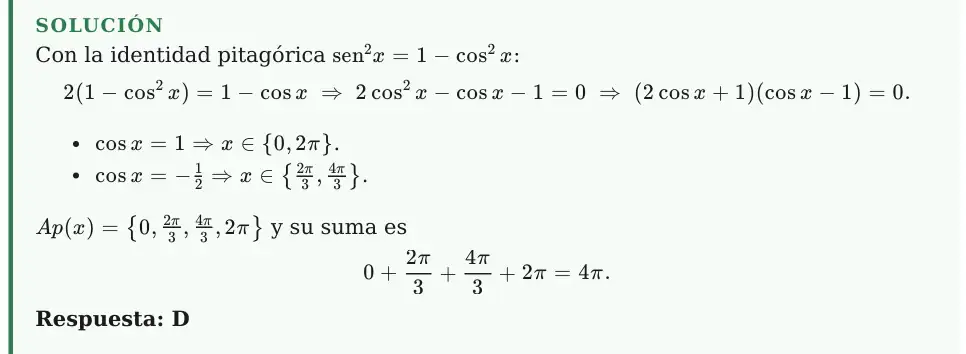 SOLUCIÓN
Con la identidad pitagórica sen²x = 1 − cos² x:
2(1 − cos² x) = 1 − cos x ⇒ 2 cos² x − cos x − 1 = 0 ⇒ (2 cos x + 1)(cos x − 1) = 0.
• cos x = 1 ⇒ x ∈ {0, 2π}.
• cos x = −1/2 ⇒ x ∈ {2π/3, 4π/3}.
Ap(x) = {0, 2π/3, 4π/3, 2π} y su suma es
0 + 2π/3 + 4π/3 + 2π = 4π.
Respuesta: D